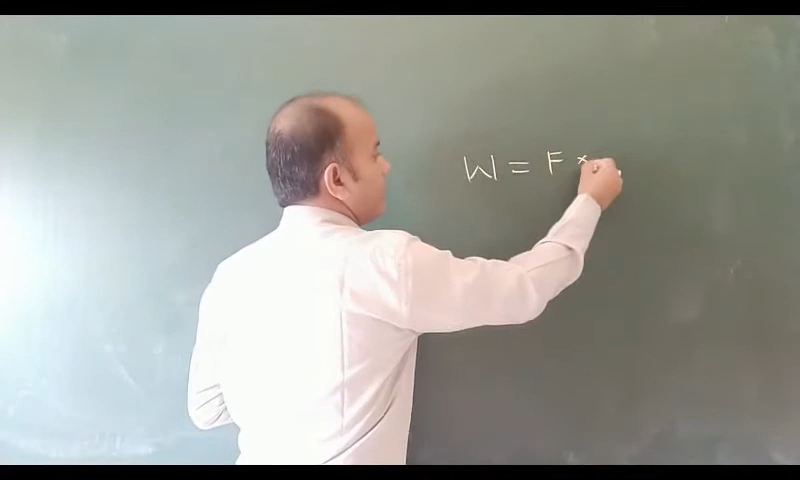 W = F ×